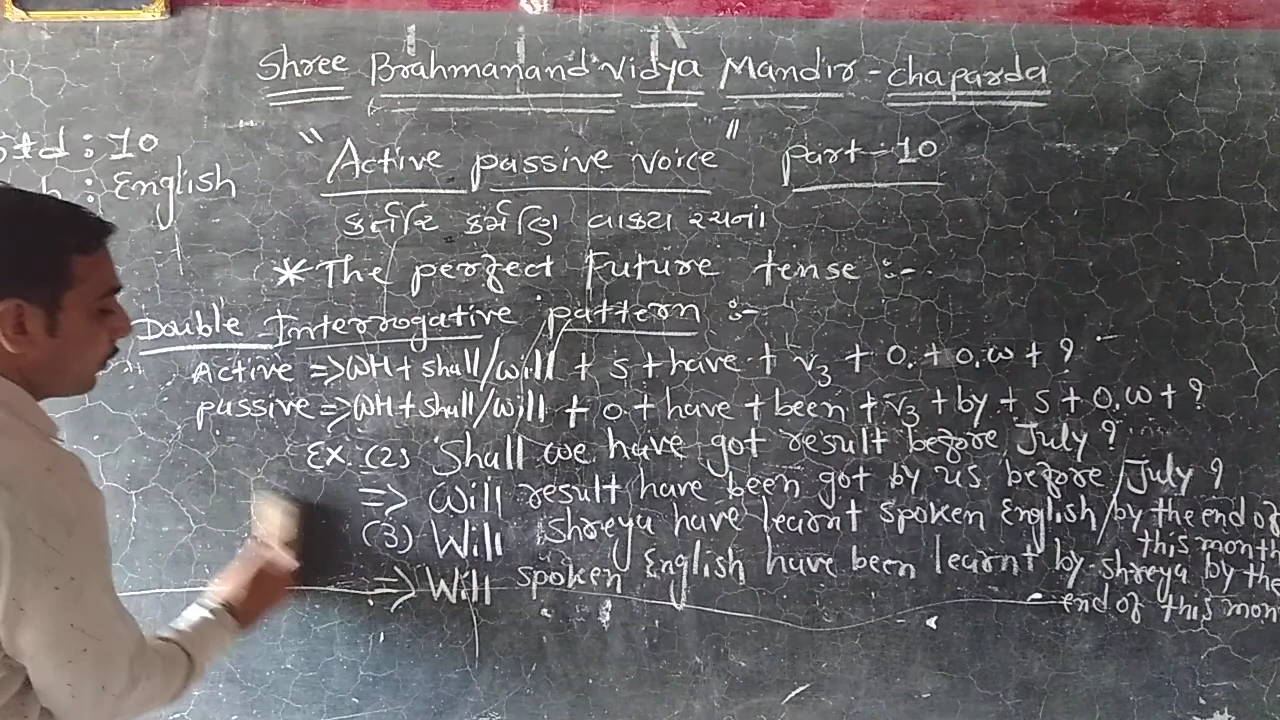 Shree Brahmanand Vidya Mandir - chaparda
Std : 10
: English
"Active passive voice" part-10
કર્તરિ કર્મણિ વાક્ય રચના
* The perfect Future tense :-
Double Interrogative pattern :-
Active => WH + shall/will + S + have + V3 + O. + O.W + ?
passive => WH + Shall/will + O + have + been + V3 + by + S + O.W + ?
Ex. (2) Shall we have got result before July ?
=> Will result have been got by us before July ?
(3) Will Shreya have learnt spoken English by the end of
this month
=> Will spoken English have been learnt by shreya by the
end of this mon